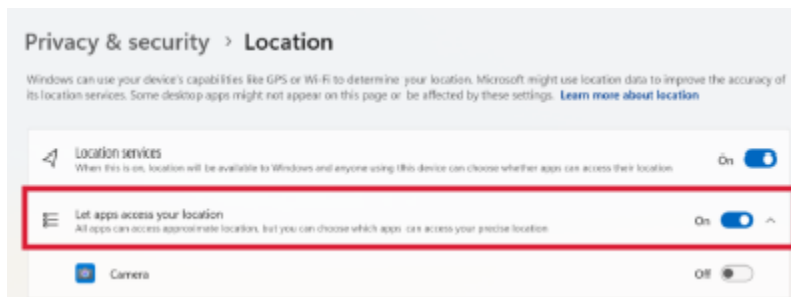 Privacy & security > Location
Windows can use your device's capabilities like GPS or Wi-Fi to determine your location. Microsoft might use location data to improve the accuracy of
its location services. Some desktop apps might not appear on this page or be affected by these settings. Learn more about location
Location services
When this is on, location will be available to Windows and anyone using this device can choose whether apps can access their location
On
Let apps access your location
All apps can access approximate location, but you can choose which apps can access your precise location
On
Camera
Off